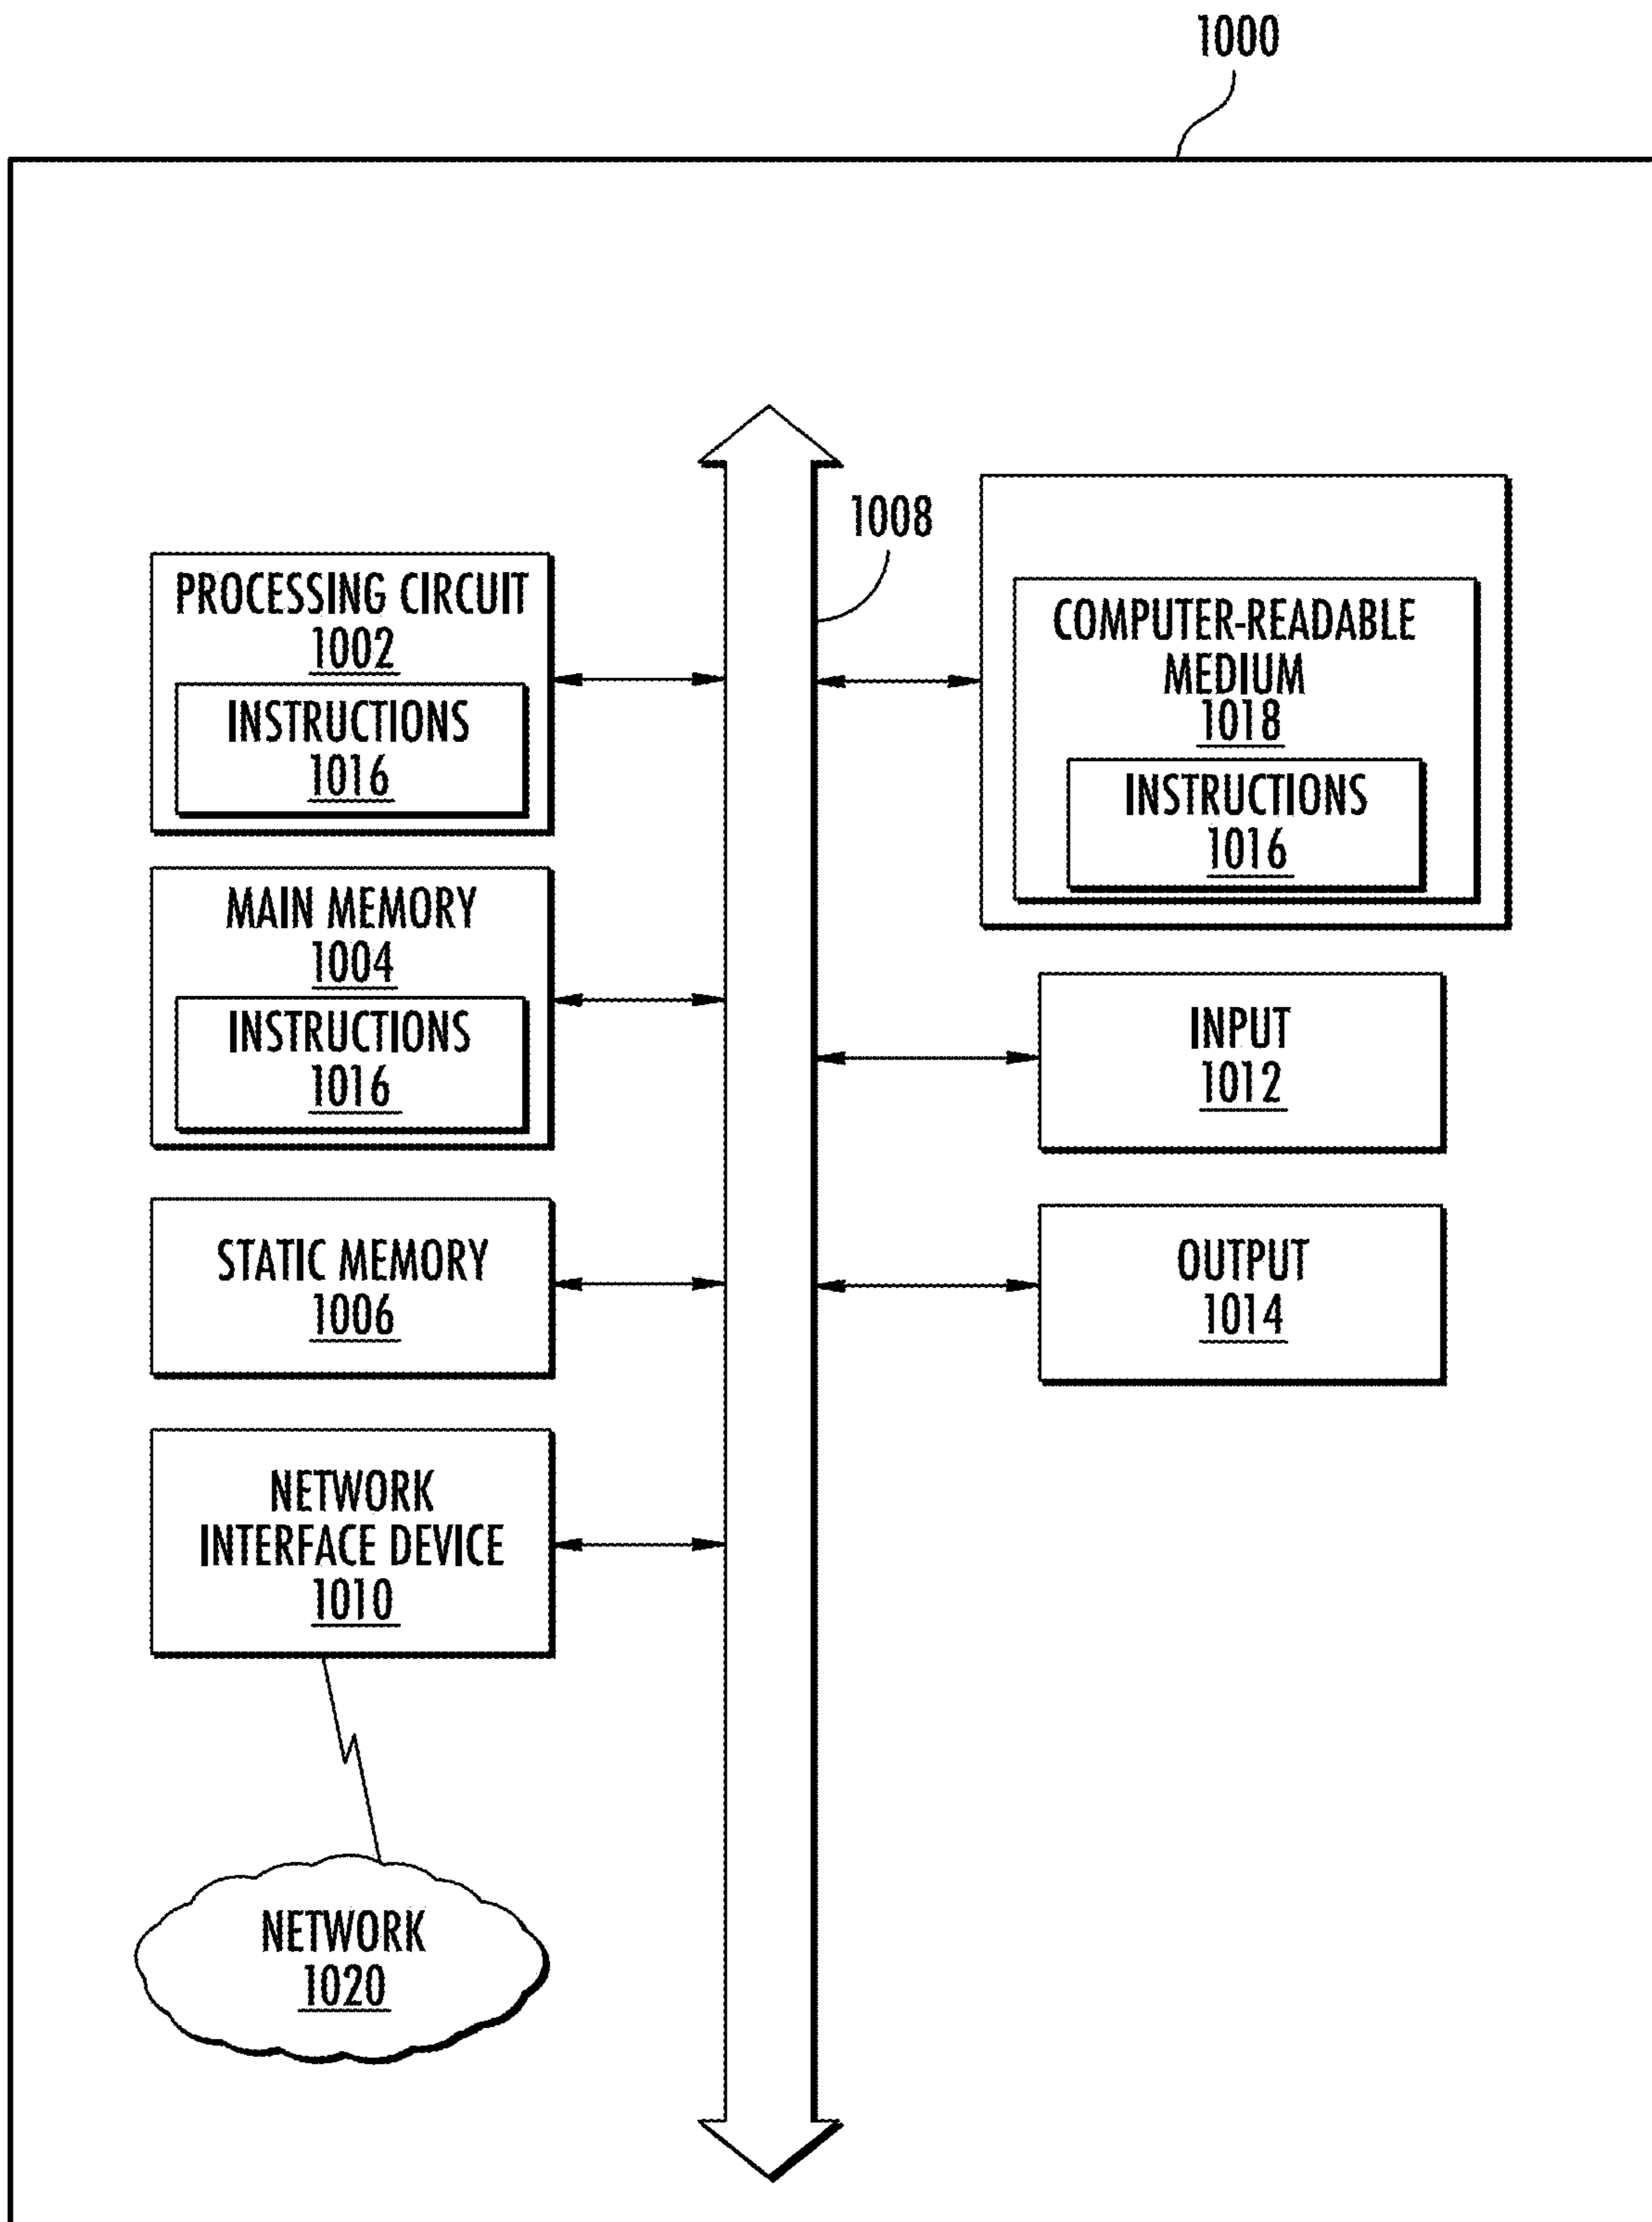 1000
1008
PROCESSING CIRCUIT
1002
INSTRUCTIONS
1016
MAIN MEMORY
1004
INSTRUCTIONS
1016
STATIC MEMORY
1006
NETWORK
INTERFACE DEVICE
1010
NETWORK
1020
COMPUTER-READABLE
MEDIUM
1018
INSTRUCTIONS
1016
INPUT
1012
OUTPUT
1014